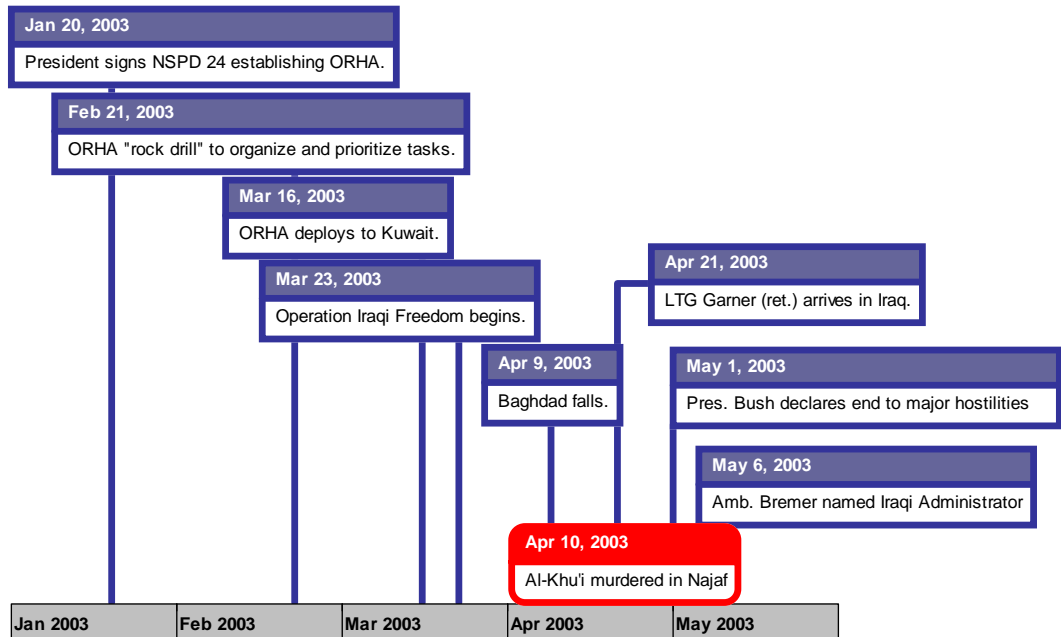 Jan 20, 2003
President signs NSPD 24 establishing ORHA.
Feb 21, 2003
ORHA "rock drill" to organize and prioritize tasks.
Mar 16, 2003
ORHA deploys to Kuwait.
Mar 23, 2003
Operation Iraqi Freedom begins.
Apr 21, 2003
LTG Garner (ret.) arrives in Iraq.
Apr 9, 2003
Baghdad falls.
May 1, 2003
Pres. Bush declares end to major hostilities
May 6, 2003
Amb. Bremer named Iraqi Administrator
Apr 10, 2003
Al-Khu'i murdered in Najaf
Jan 2003 Feb 2003 Mar 2003 Apr 2003 May 2003